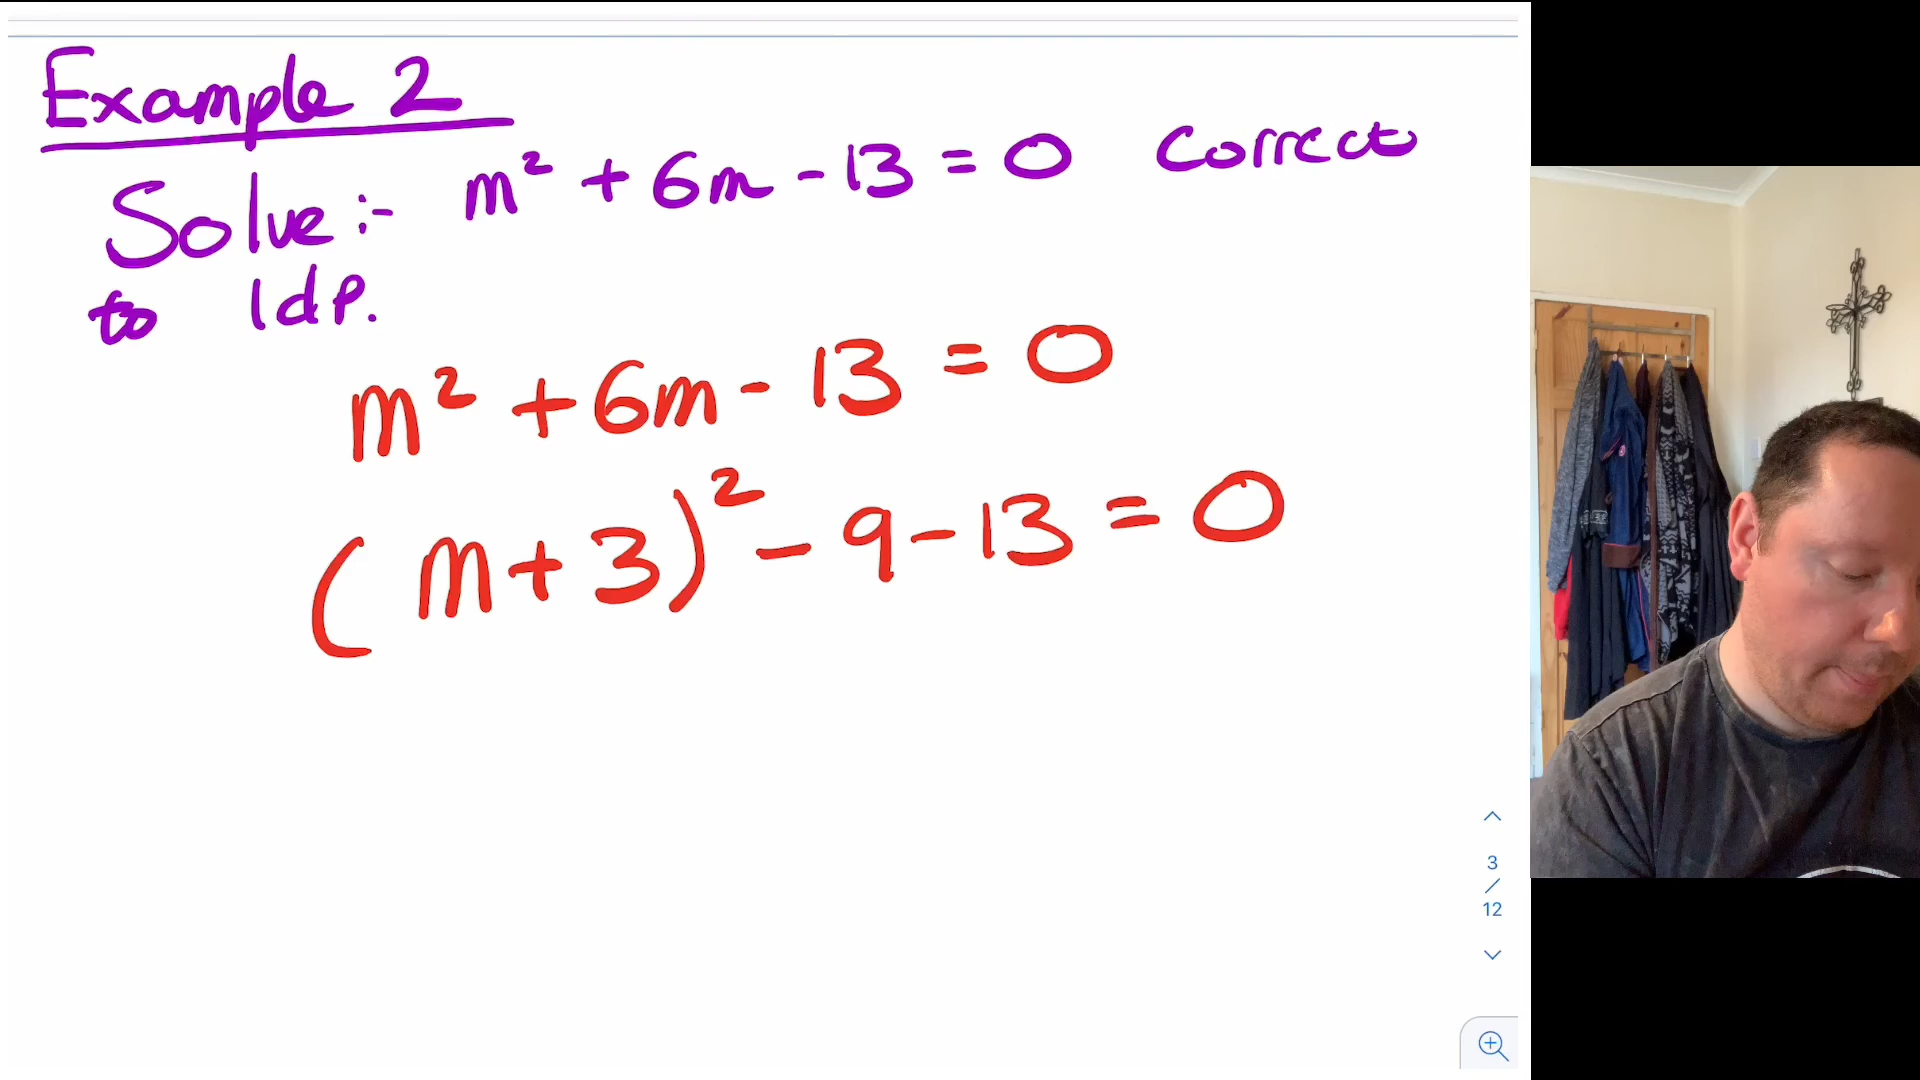 Example 2
Solve :- m² + 6m - 13 = 0 correct
to 1dp.
m² + 6m - 13 = 0
(m + 3)² - 9 - 13 = 0
3
/
12